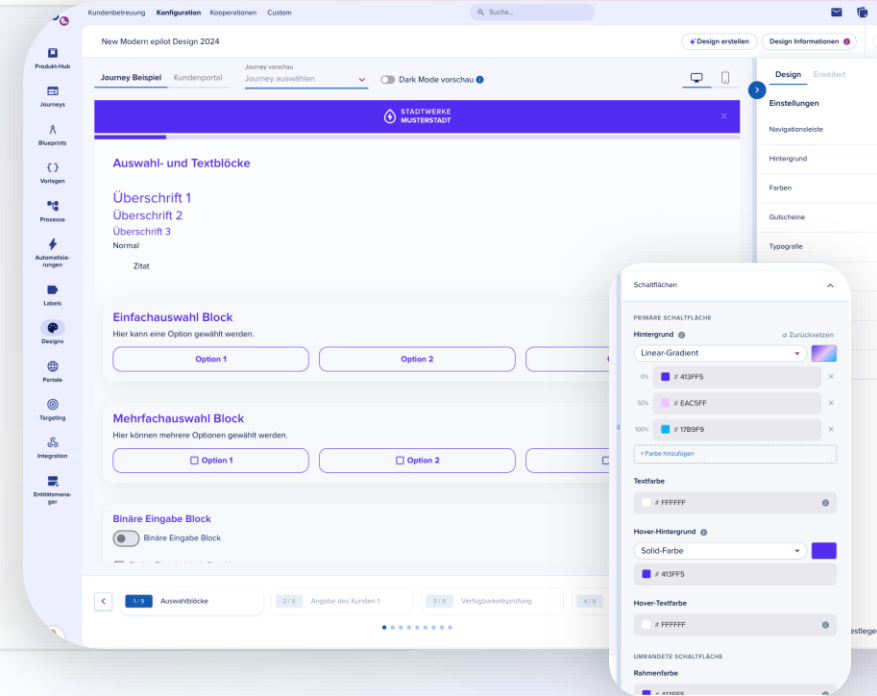 Kundenbetreuung Konfiguration Kooperationen Custom
Suche...
New Modern epilot Design 2024
Design erstellen
Design Informationen
Produkt-Hub
Journeys
Blueprints
Vorlagen
Prozesse
Automatisie-
rungen
Labels
Designs
Portale
Targeting
Integration
Entitätsmana-
ger
Journey Beispiel
Kundenportal
Journey vorschau
Journey auswählen
Dark Mode vorschau
STADTWERKE
MUSTERSTADT
Auswahl- und Textblöcke
Überschrift 1
Überschrift 2
Überschrift 3
Normal
Zitat
Einfachauswahl Block
Hier kann eine Option gewählt werden.
Option 1
Option 2
Mehrfachauswahl Block
Hier können mehrere Optionen gewählt werden.
Option 1
Option 2
Binäre Eingabe Block
Binäre Eingabe Block
1/9 Auswahlblöcke
2/9 Angabe des Kunden 1
3/9 Verfügbarkeitsprüfung
4/9
Design
Erweitert
Einstellungen
Navigationsleiste
Hintergrund
Farben
Gutscheine
Typografie
Schaltflächen
PRIMÄRE SCHALTFLÄCHE
Hintergrund
Zurücksetzen
Linear-Gradient
0% # 413FF5
50% # EAC5FF
100% # 17B9F9
+ Farbe hinzufügen
Textfarbe
# FFFFFF
Hover-Hintergrund
Solid-Farbe
# 413FF5
Hover-Textfarbe
# FFFFFF
UMRANDETE SCHALTFLÄCHE
Rahmenfarbe
# 413FF5